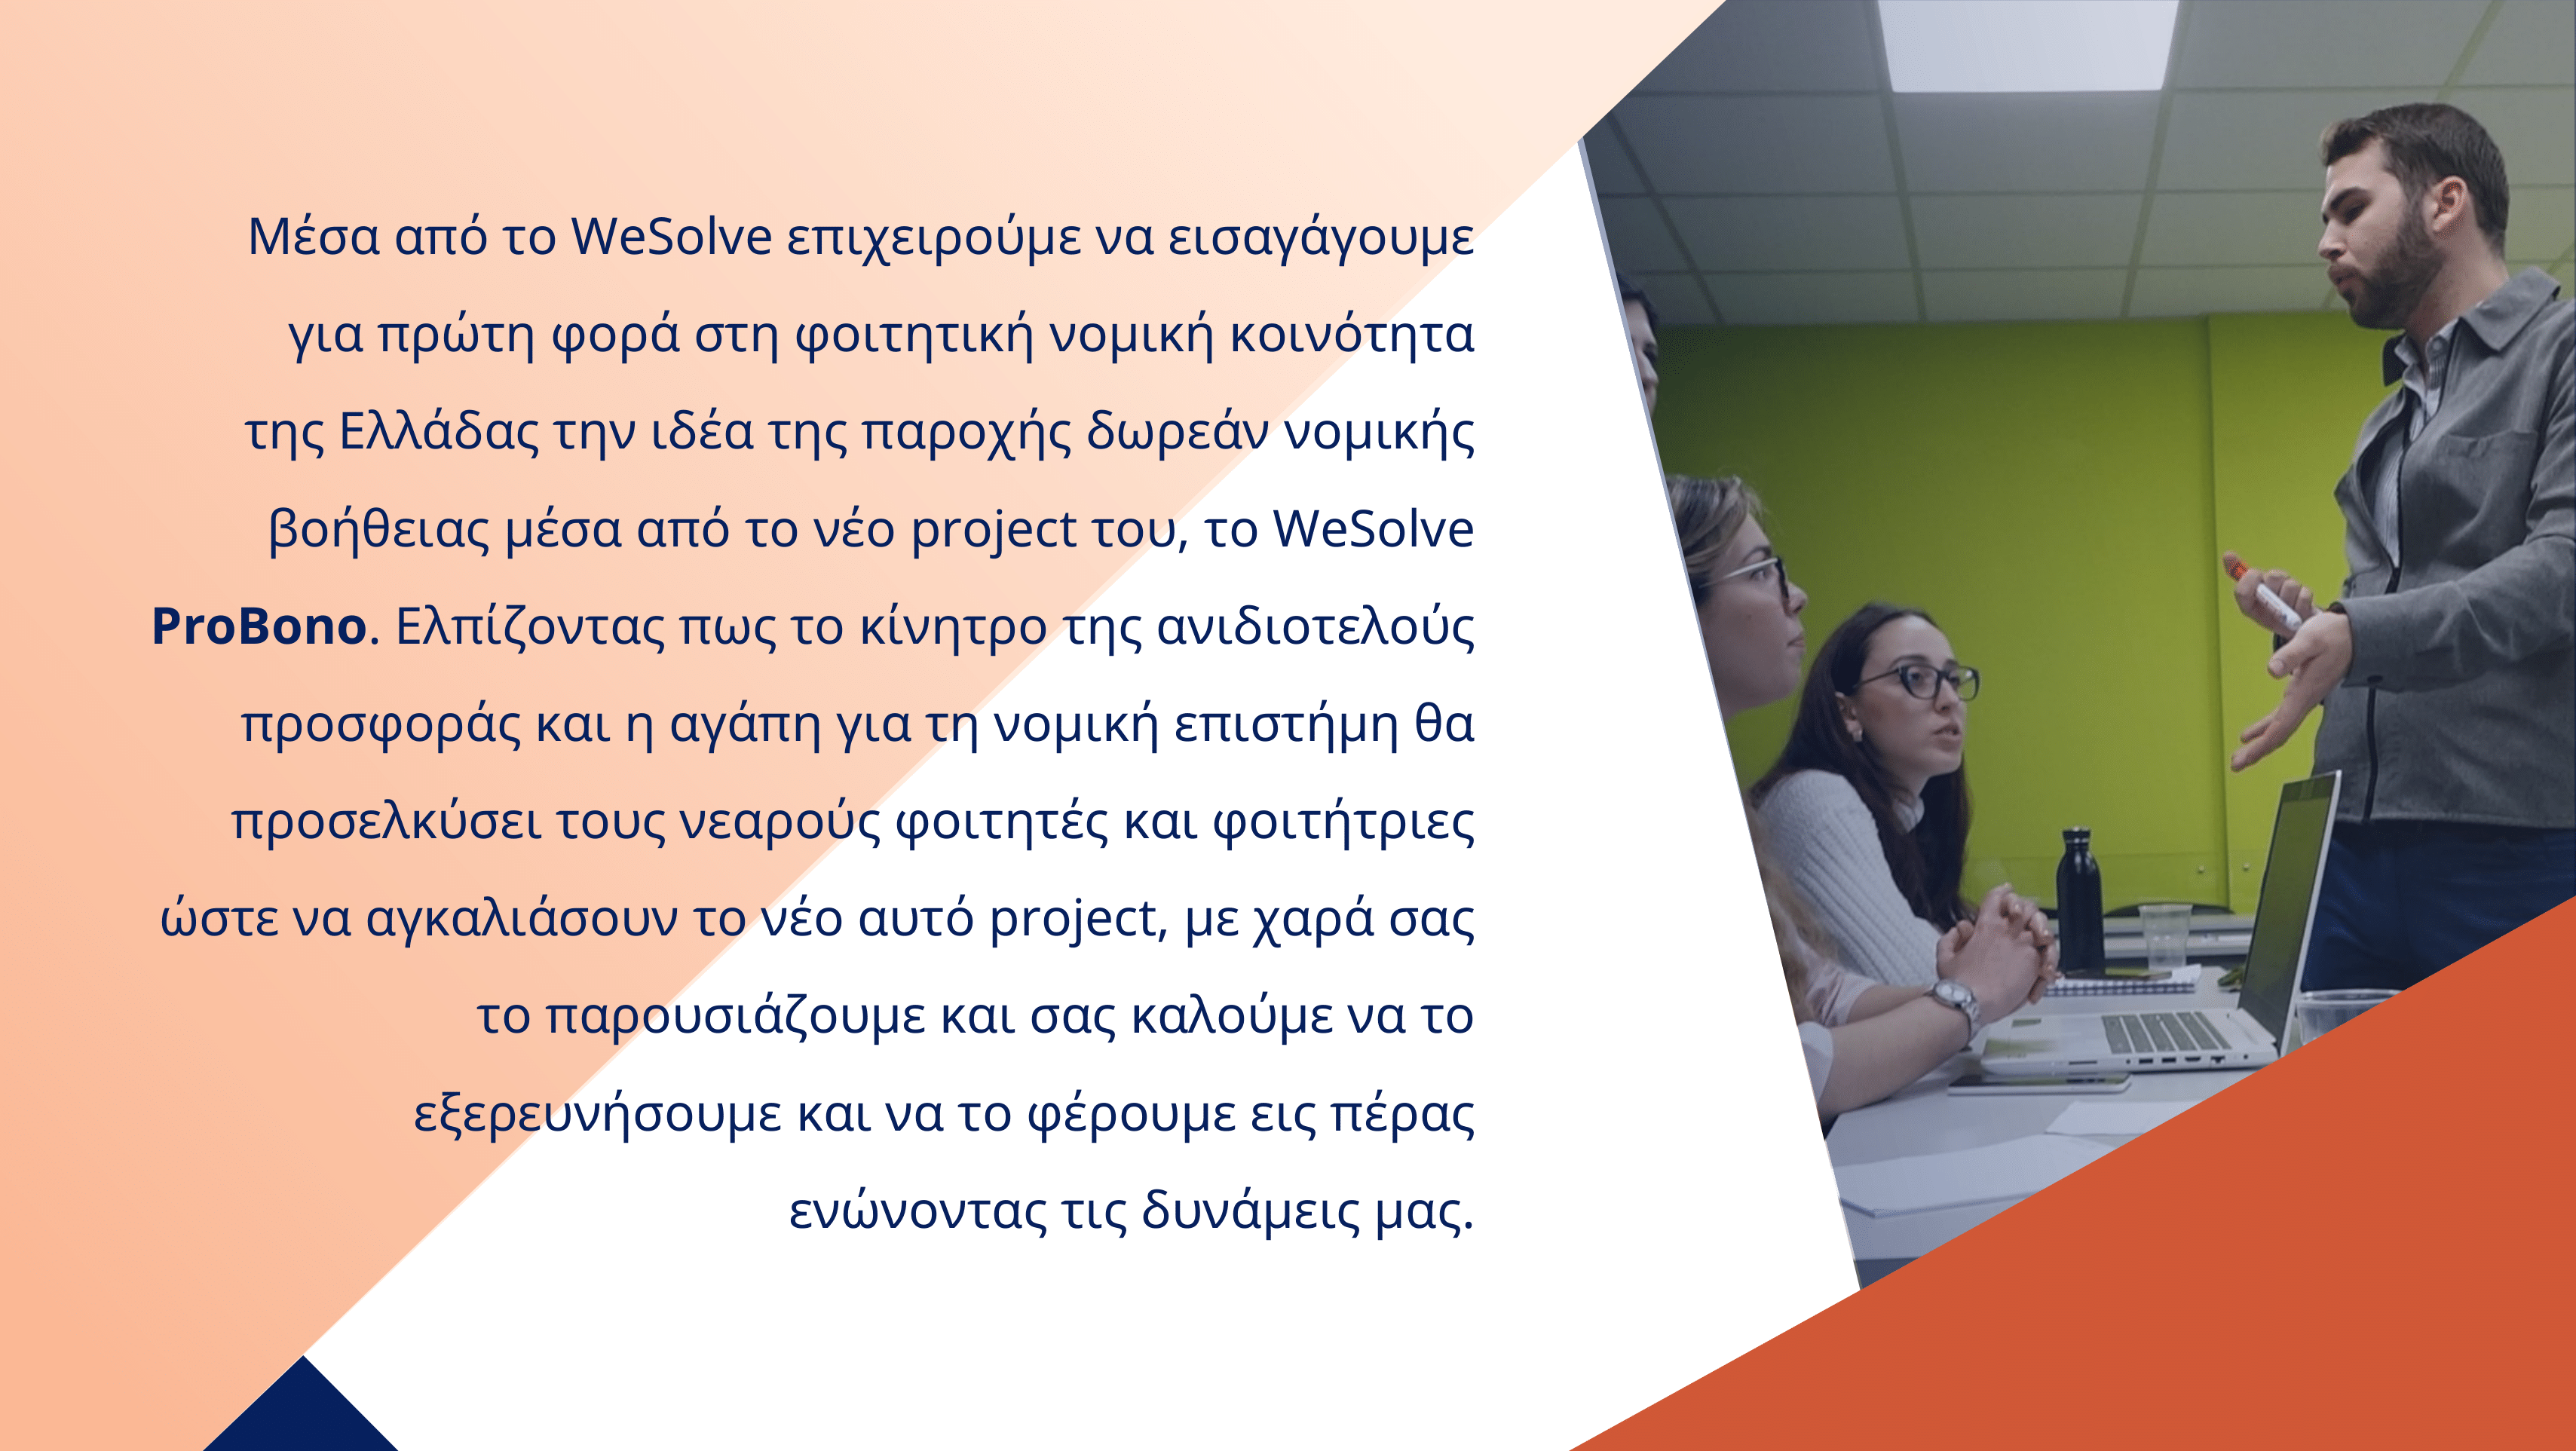 Μέσα από το WeSolve επιχειρούμε να εισαγάγουμε
για πρώτη φορά στη φοιτητική νομική κοινότητα
της Ελλάδας την ιδέα της παροχής δωρεάν νομικής
βοήθειας μέσα από το νέο project του, το WeSolve
ProBono. Ελπίζοντας πως το κίνητρο της ανιδιοτελούς
προσφοράς και η αγάπη για τη νομική επιστήμη θα
προσελκύσει τους νεαρούς φοιτητές και φοιτήτριες
ώστε να αγκαλιάσουν το νέο αυτό project, με χαρά σας
το παρουσιάζουμε και σας καλούμε να το
εξερευνήσουμε και να το φέρουμε εις πέρας
ενώνοντας τις δυνάμεις μας.